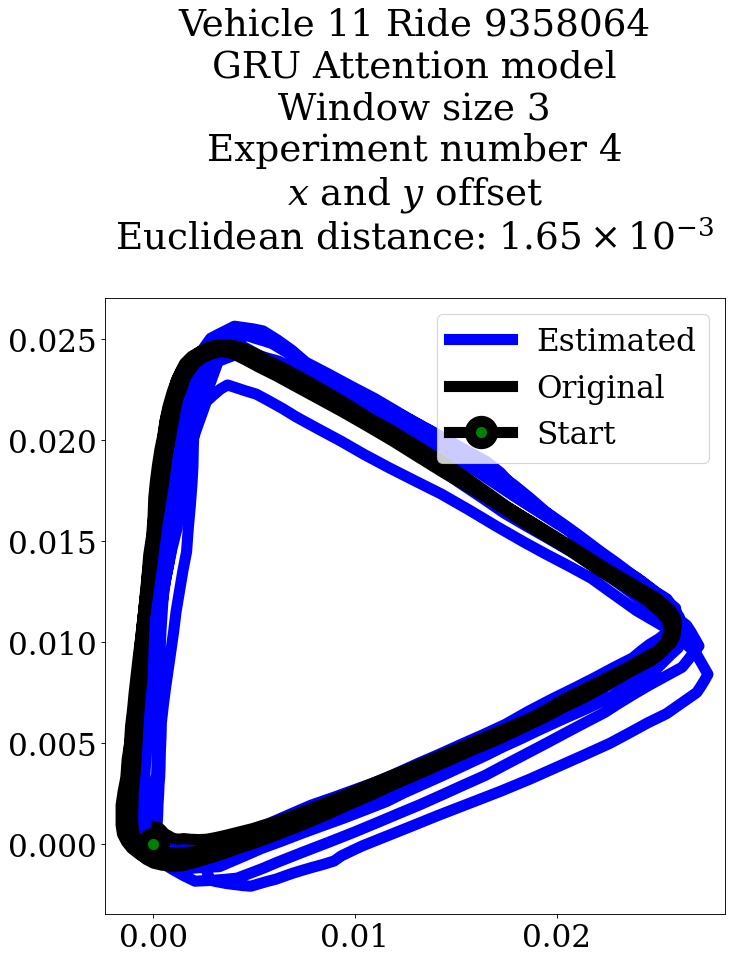 Vehicle 11 Ride 9358064
GRU Attention model
Window size 3
Experiment number 4
x and y offset
Euclidean distance: 1.65 × 10⁻³
Estimated
Original
Start
0.025
0.020
0.015
0.010
0.005
0.000
0.00 0.01 0.02